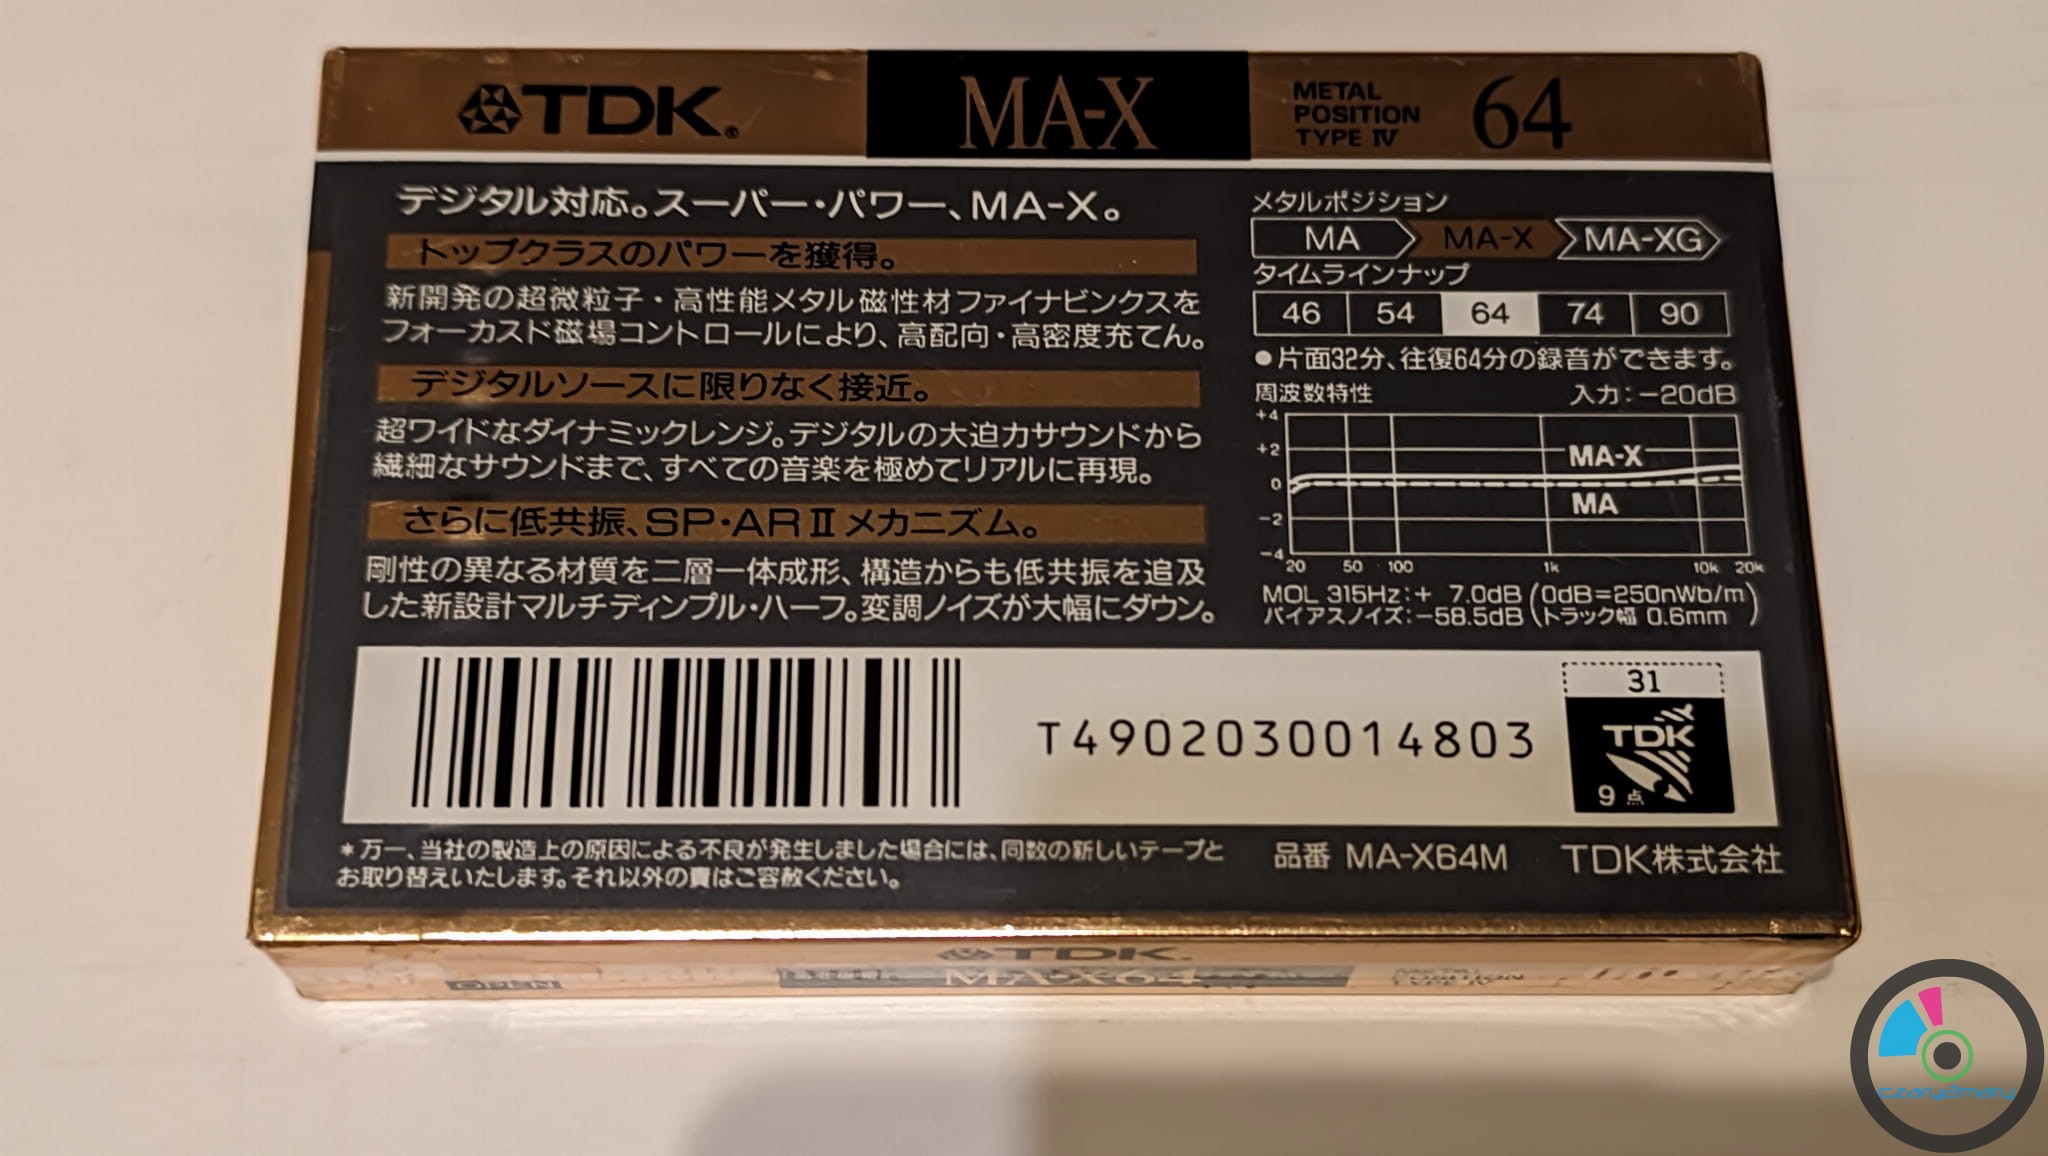 TDK®
MA-X
METAL
POSITION
TYPE IV
64
デジタル対応。スーパー・パワー、MA-X。
トップクラスのパワーを獲得。
新開発の超微粒子・高性能メタル磁性材ファイナビンクスを
フォーカスド磁場コントロールにより、高配向・高密度充てん。
デジタルソースに限りなく接近。
超ワイドなダイナミックレンジ。デジタルの大迫力サウンドから
繊細なサウンドまで、すべての音楽を極めてリアルに再現。
さらに低共振、SP・ARⅡメカニズム。
剛性の異なる材質を二層一体成形、構造からも低共振を追及
した新設計マルチディンプル・ハーフ。変調ノイズが大幅にダウン。
メタルポジション
MA MA-X MA-XG
タイムラインナップ
46 54 64 74 90
●片面32分、往復64分の録音ができます。
周波数特性 入力:−20dB
+4
+2
0
−2
−4
MA-X
MA
20 50 100 1k 10k 20k
MOL 315Hz:+ 7.0dB (0dB=250nWb/m
バイアスノイズ:−58.5dB (トラック幅 0.6mm)
T4902030014803
31
TDK
9点
*万一、当社の製造上の原因による不良が発生しました場合には、同数の新しいテープと
お取り替えいたします。それ以外の責はご容赦ください。
品番 MA-X64M TDK株式会社
TDK.
OPEN
MA-X64
czary2mary